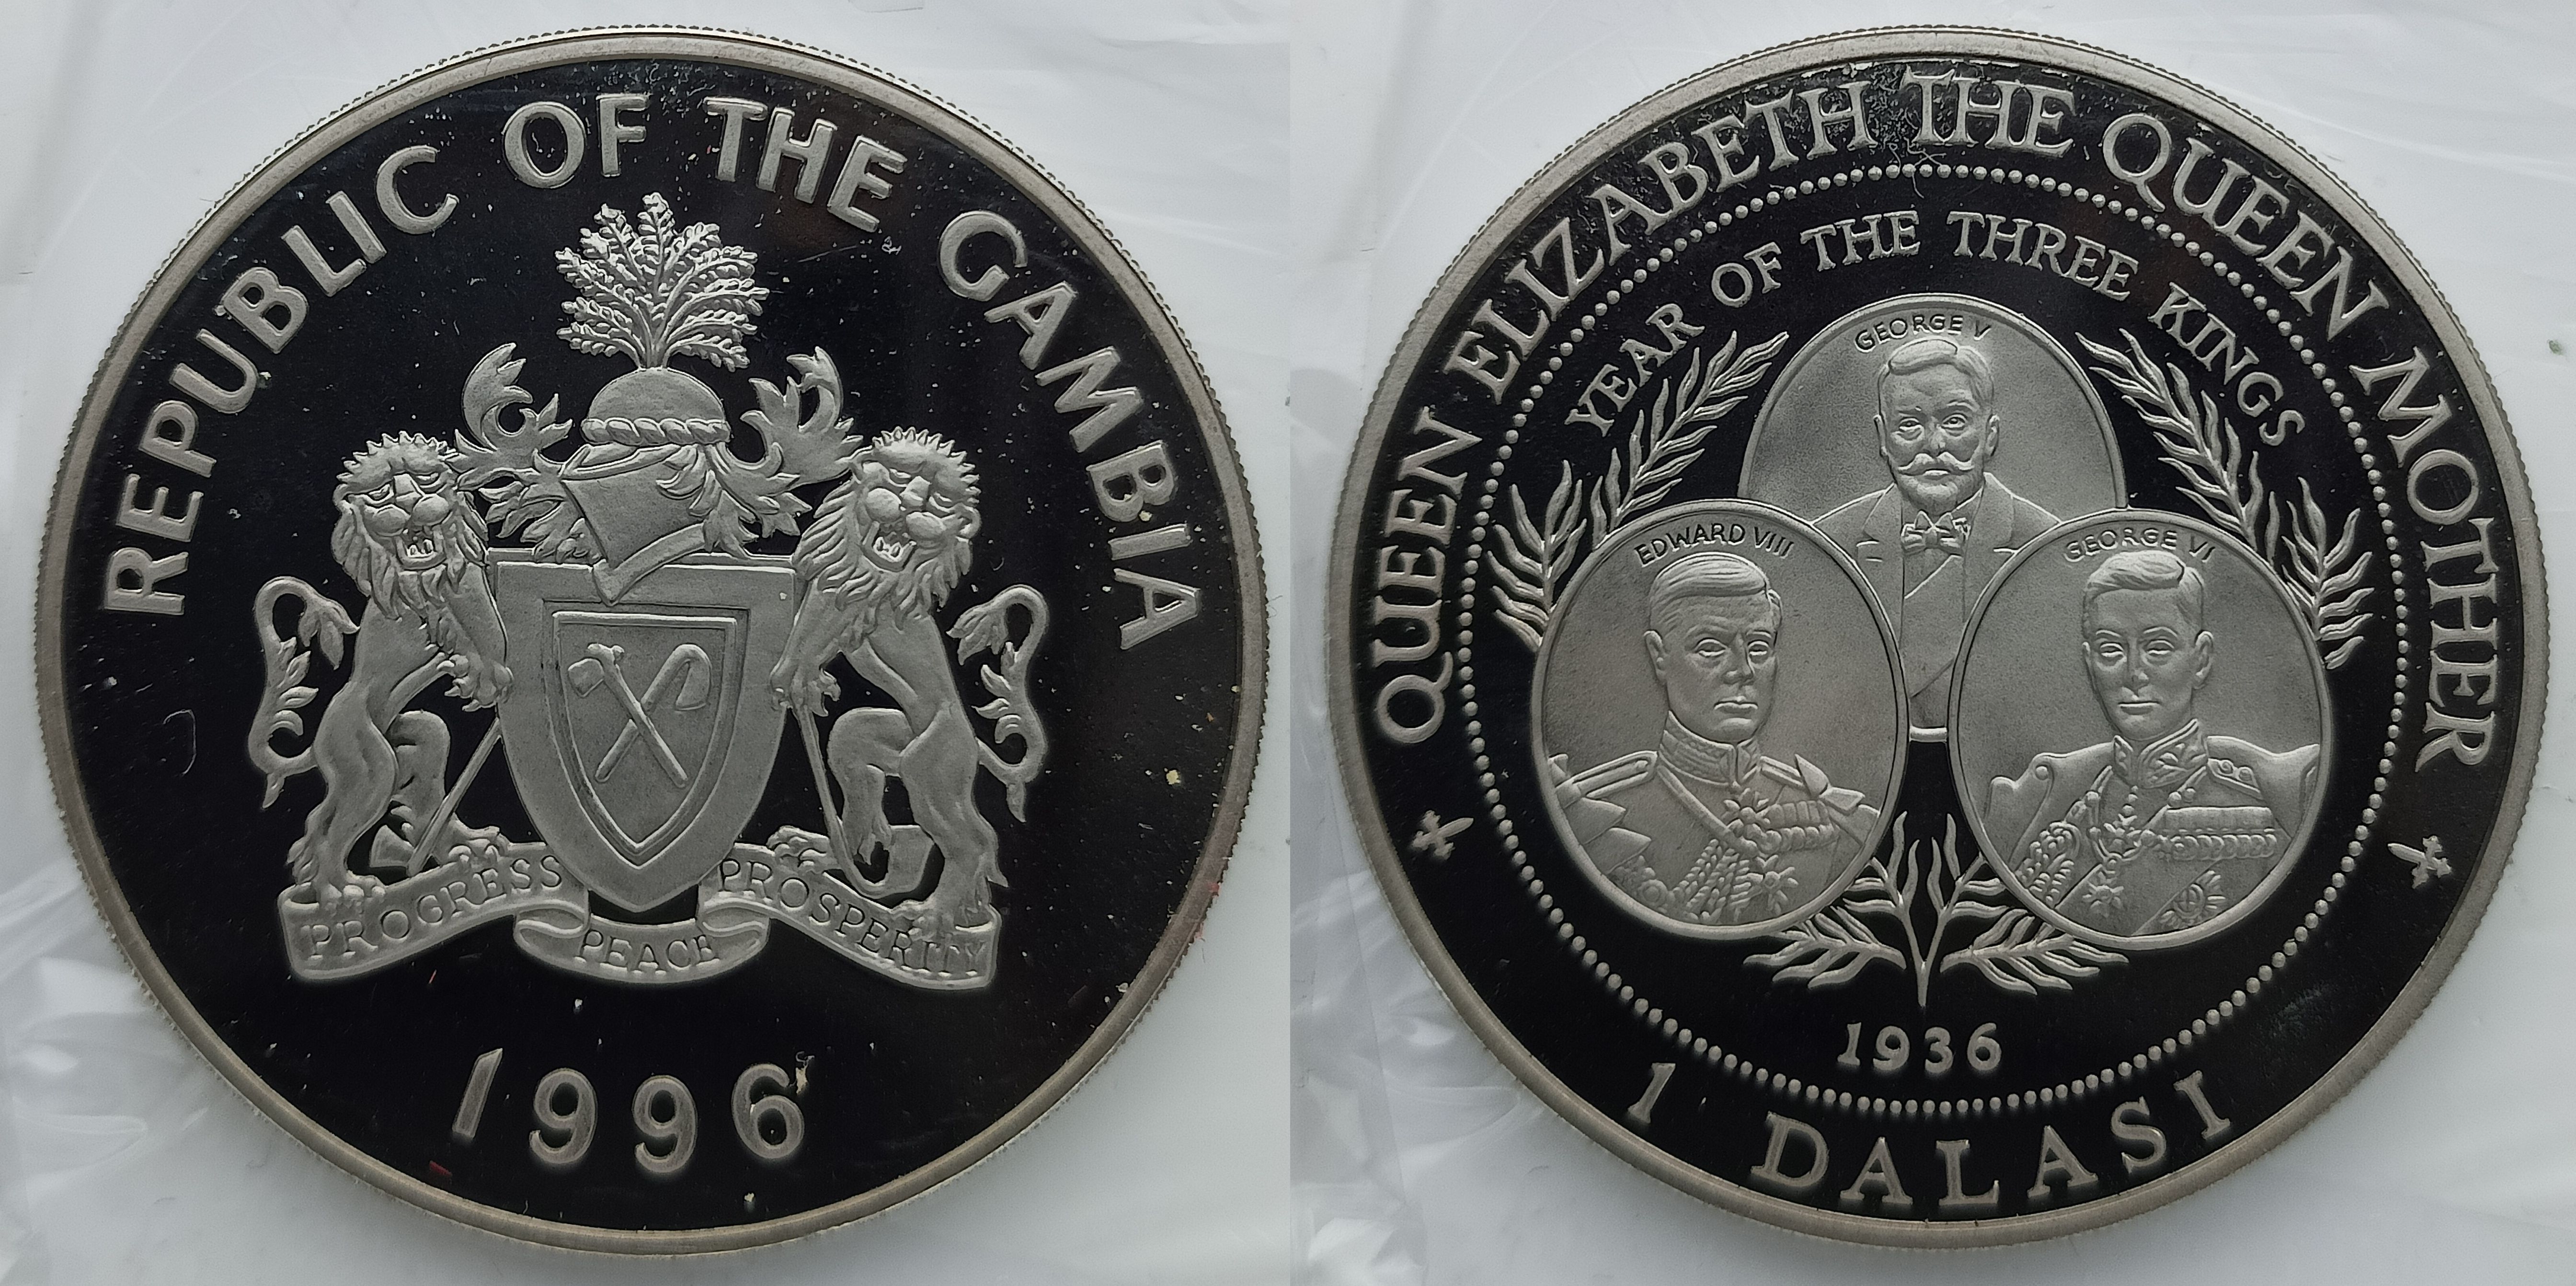 REPUBLIC OF THE GAMBIA
PROGRESS
PEACE
PROSPERITY
1996
QUEEN ELIZABETH THE QUEEN MOTHER
YEAR OF THE THREE KINGS
GEORGE V
EDWARD VIII
GEORGE VI
1936
1 DALASI